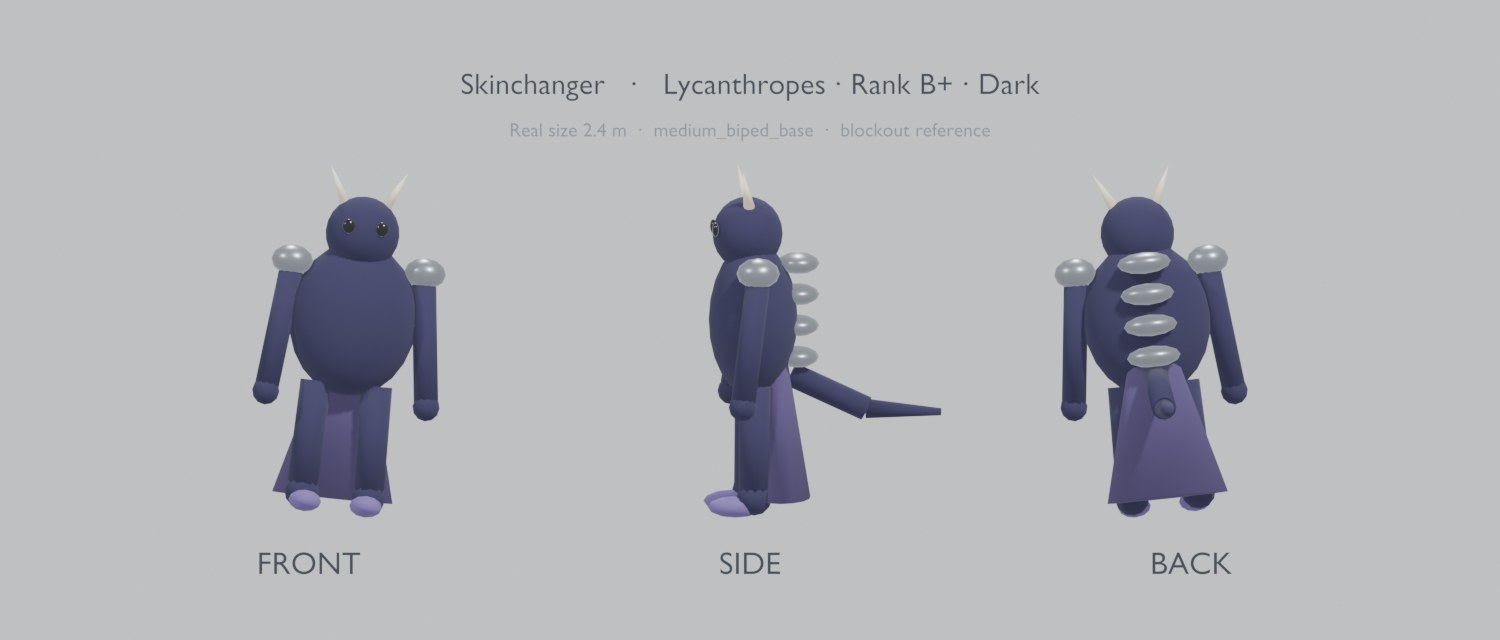 Skinchanger · Lycanthropes · Rank B+ · Dark
Real size 2.4 m · medium_biped_base · blockout reference
FRONT
SIDE
BACK